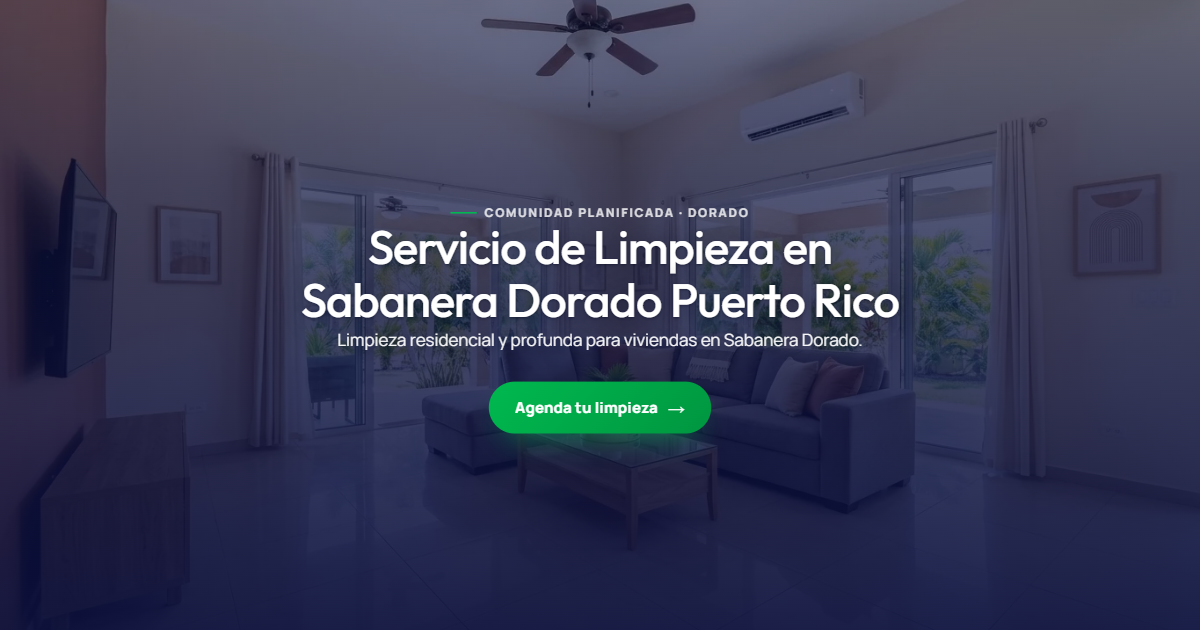 COMUNIDAD PLANIFICADA · DORADO
Servicio de Limpieza en
Sabanera Dorado Puerto Rico
Limpieza residencial y profunda para viviendas en Sabanera Dorado.
Agenda tu limpieza →